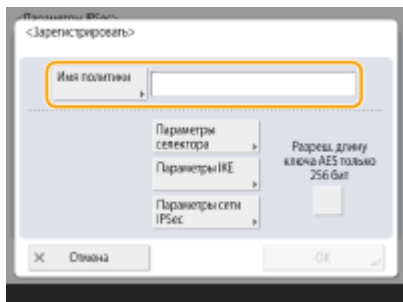 <Параметры IPSec>
<Зарегистрировать>
Имя политики
Параметры
селектора
Разреш. длину
ключа AES только
256 бит
Параметры IKE
Параметры сети
IPSec
Отмена
OK